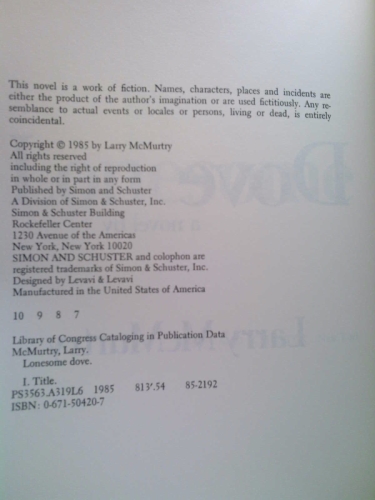 This novel is a work of fiction. Names, characters, places and incidents are
either the product of the author's imagination or are used fictitiously. Any re-
semblance to actual events or locales or persons, living or dead, is entirely
coincidental.
Copyright © 1985 by Larry McMurtry
All rights reserved
including the right of reproduction
in whole or in part in any form
Published by Simon and Schuster
A Division of Simon & Schuster, Inc.
Simon & Schuster Building
Rockefeller Center
1230 Avenue of the Americas
New York, New York 10020
SIMON AND SCHUSTER and colophon are
registered trademarks of Simon & Schuster, Inc.
Designed by Levavi & Levavi
Manufactured in the United States of America
10 9 8 7
Library of Congress Cataloging in Publication Data
McMurtry, Larry.
Lonesome dove.
I. Title.
PS3563.A319L6 1985 813'.54 85-2192
ISBN: 0-671-50420-7